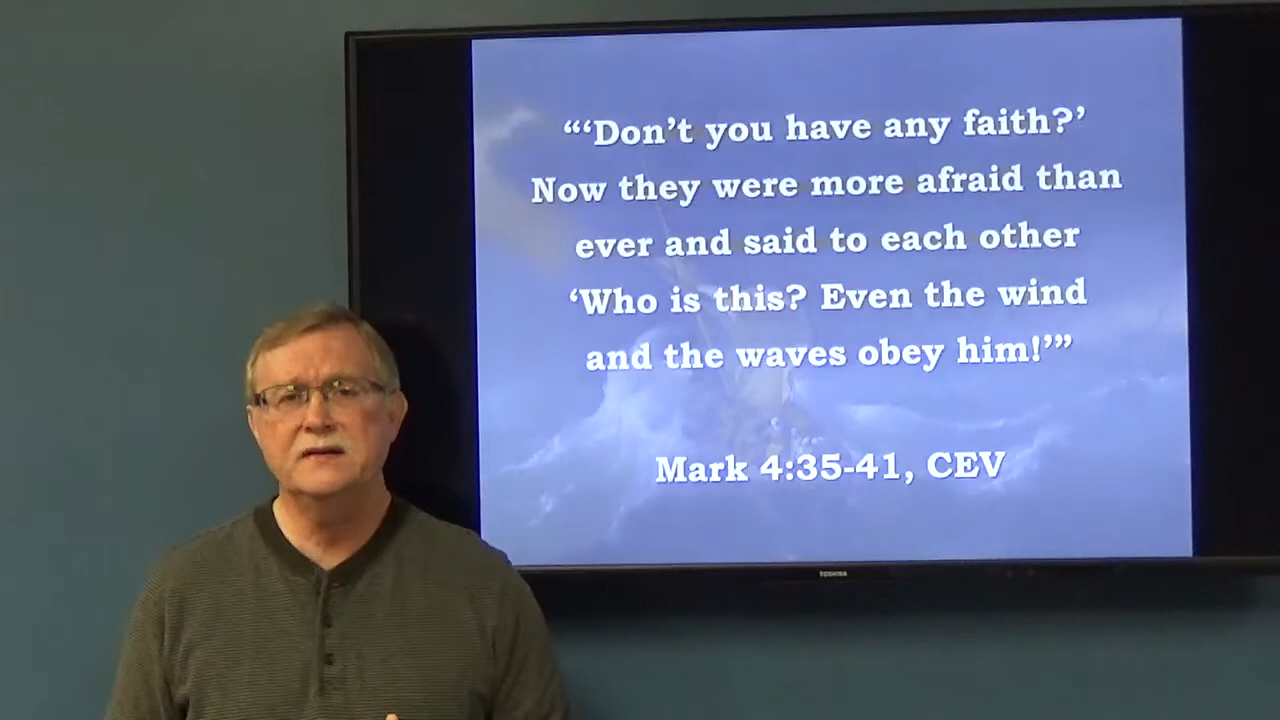 “‘Don’t you have any faith?’
Now they were more afraid than
ever and said to each other
‘Who is this? Even the wind
and the waves obey him!’”
Mark 4:35-41, CEV
TOSHIBA